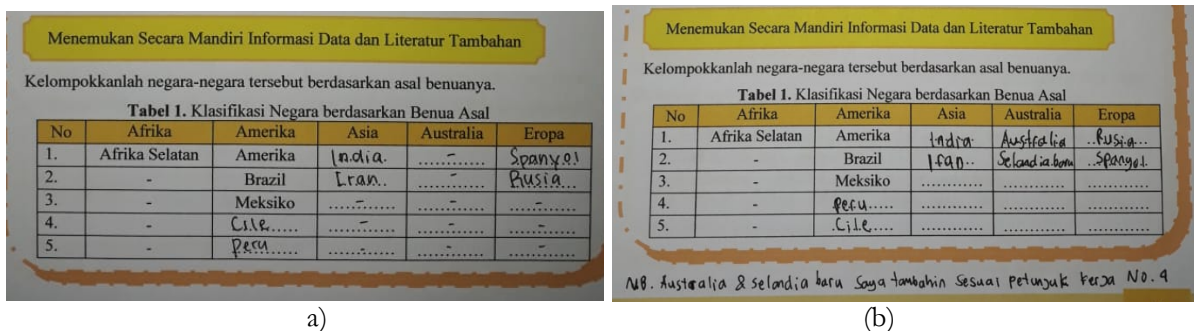 Menemukan Secara Mandiri Informasi Data dan Literatur Tambahan
Kelompokkanlah negara-negara tersebut berdasarkan asal benuanya.
Tabel 1. Klasifikasi Negara berdasarkan Benua Asal
No Afrika Amerika Asia Australia Eropa
1. Afrika Selatan Amerika India. - Spanyol
2. - Brazil Iran.. - Rusia...
3. - Meksiko - - -
4. - Cile..... - - -
5. - Peru..... - - -
a)
Menemukan Secara Mandiri Informasi Data dan Literatur Tambahan
Kelompokkanlah negara-negara tersebut berdasarkan asal benuanya.
Tabel 1. Klasifikasi Negara berdasarkan Benua Asal
No Afrika Amerika Asia Australia Eropa
1. Afrika Selatan Amerika India Australia ..Rusia...
2. - Brazil Iran.. Selandia baru ..Spanyol.
3. - Meksiko ............ ............ ............
4. - Peru..... ............ ............ ............
5. - .Cile.... ............ ............ ............
NB. Australia & selandia baru saya tambahin sesuai petunjuk kerja No. 4
(b)